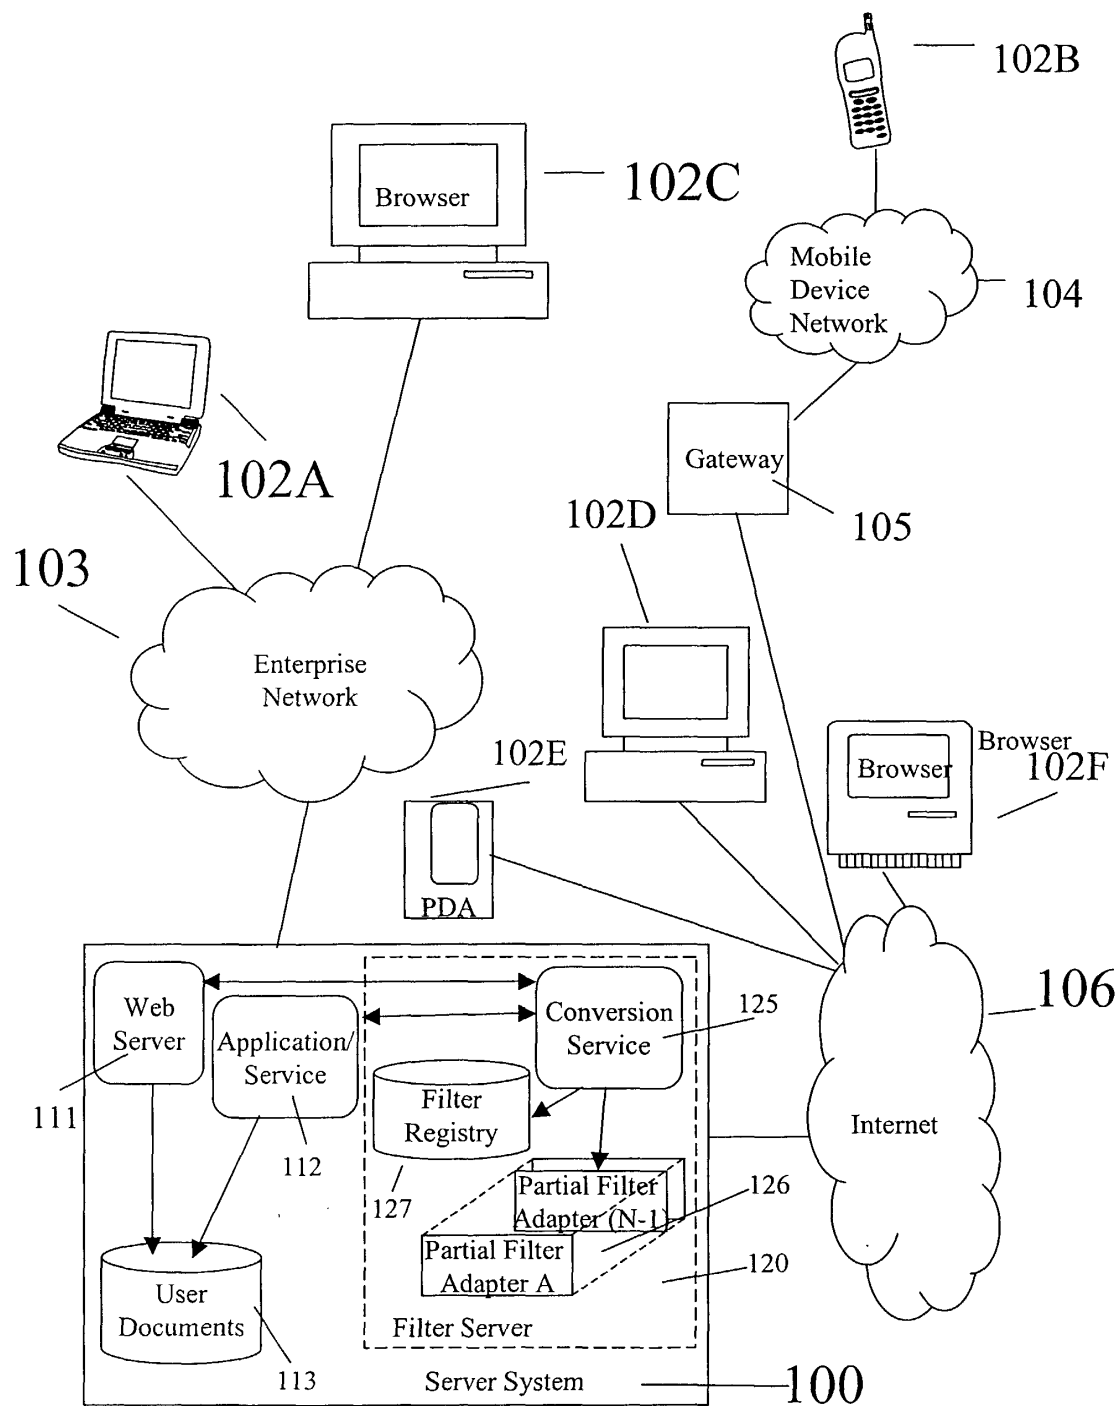 102B
102C
Browser
Mobile
Device
Network
104
102A
Gateway
102D
105
103
Enterprise
Network
102E
Browser
Browser
102F
PDA
106
Web
Server
Application/
Service
Conversion
Service
125
111
112
Filter
Registry
127
Internet
Partial Filter
Adapter (N-1)
126
Partial Filter
Adapter A
120
User
Documents
113
Filter Server
Server System
100